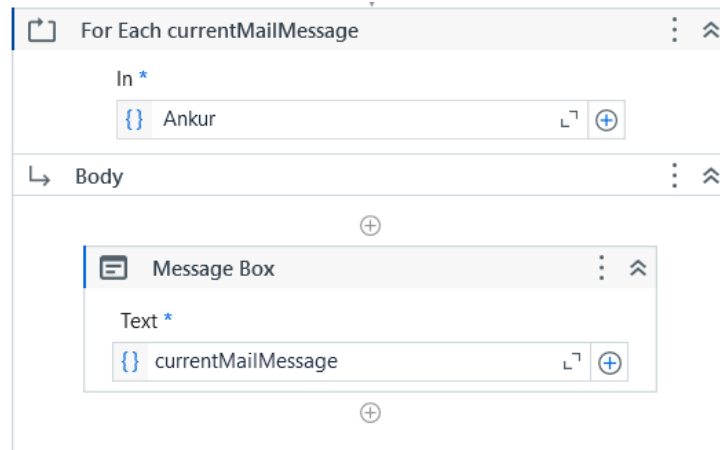 For Each currentMailMessage
In *
{} Ankur
Body
Message Box
Text *
{} currentMailMessage